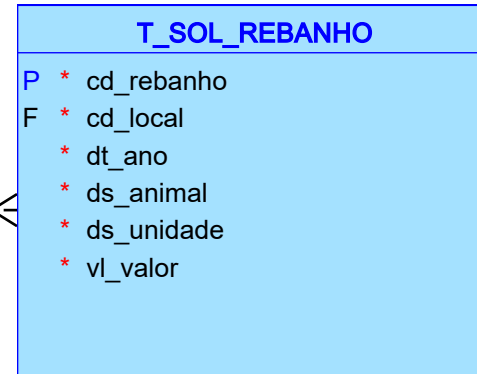 T_SOL_REBANHO
P * cd_rebanho
F * cd_local
* dt_ano
* ds_animal
* ds_unidade
* vl_valor